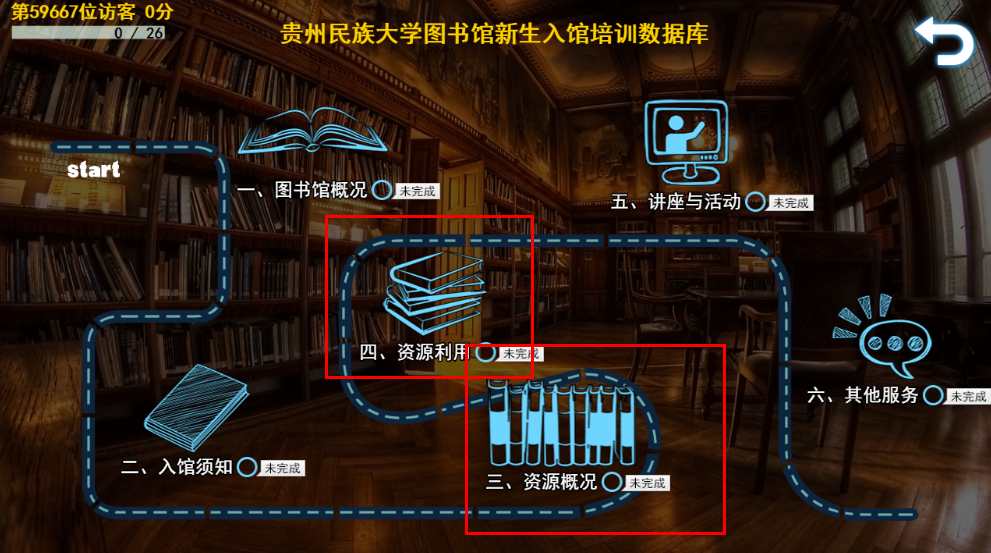 第59667位访客 0分
0 / 26
贵州民族大学图书馆新生入馆培训数据库
start
一、图书馆概况 未完成
五、讲座与活动 未完成
四、资源利用 未完成
六、其他服务 未完成
二、入馆须知 未完成
三、资源概况 未完成